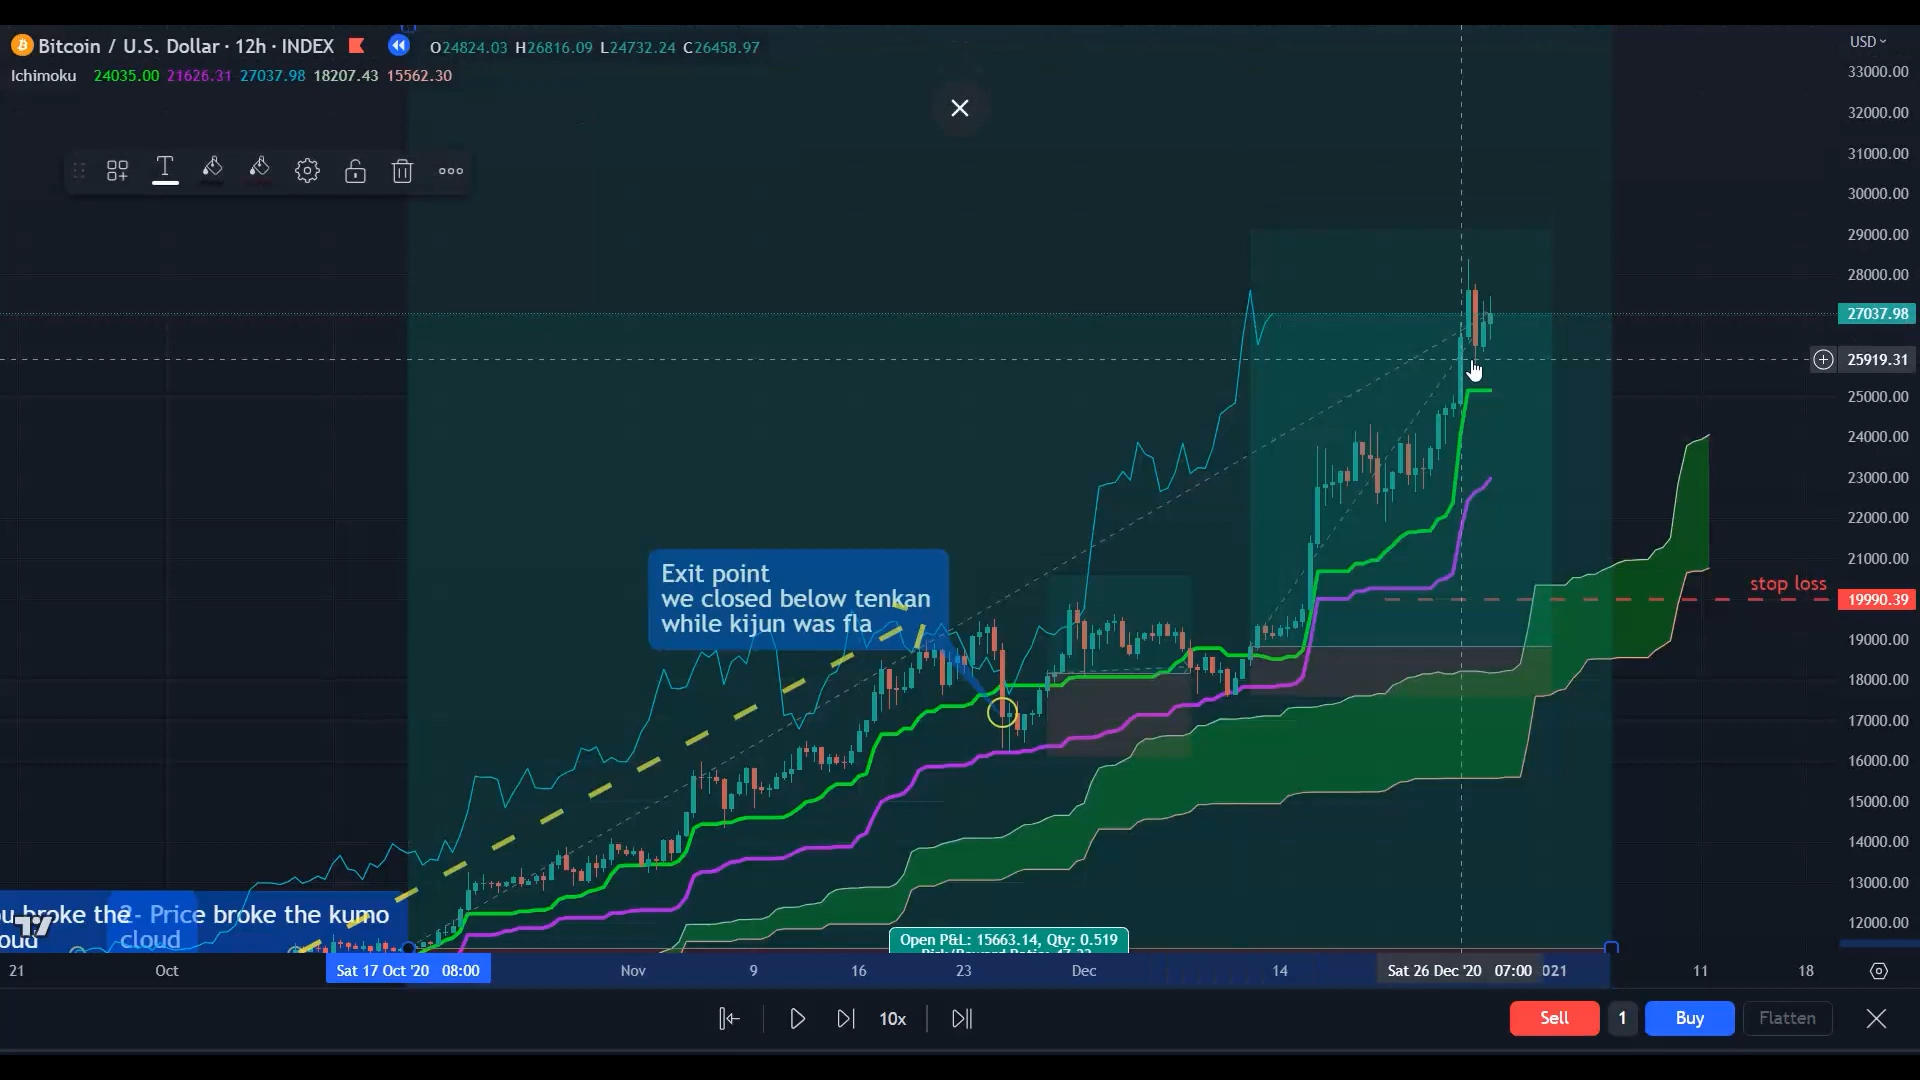 Bitcoin / U.S. Dollar · 12h · INDEX O24824.03 H26816.09 L24732.24 C26458.97
Ichimoku 24035.00 21626.31 27037.98 18207.43 15562.30
USD
33000.00
32000.00
31000.00
30000.00
29000.00
28000.00
27037.98
25919.31
25000.00
24000.00
23000.00
22000.00
21000.00
stop loss
19990.39
19000.00
18000.00
17000.00
16000.00
15000.00
14000.00
13000.00
12000.00
Exit point
we closed below tenkan
while kijun was fla
u broke the
oud
2- Price broke the kumo
cloud
Open P&L: 15663.14, Qty: 0.519
21 Oct Sat 17 Oct '20 08:00 Nov 9 16 23 Dec 14 Sat 26 Dec '20 07:00 021 11 18
10x
Sell 1 Buy Flatten